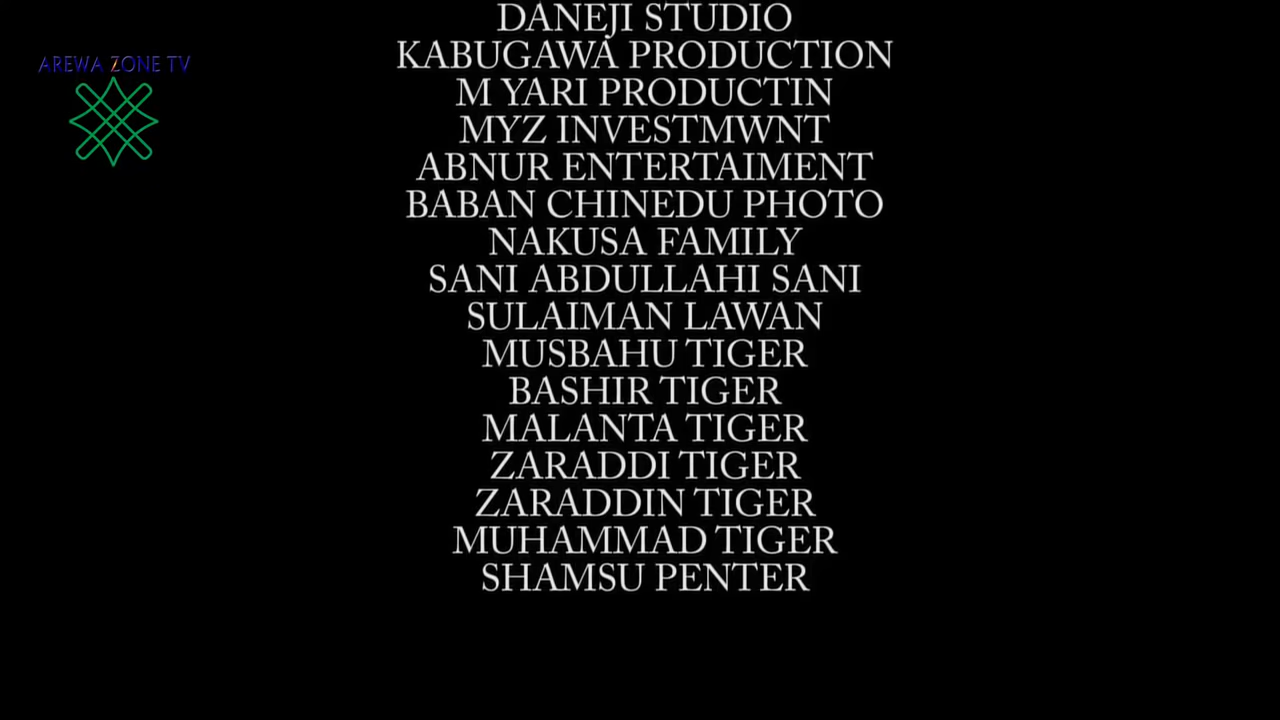 DANEJI STUDIO
AREWA ZONE TV
KABUGAWA PRODUCTION
M YARI PRODUCTIN
MYZ INVESTMWNT
ABNUR ENTERTAIMENT
BABAN CHINEDU PHOTO
NAKUSA FAMILY
SANI ABDULLAHI SANI
SULAIMAN LAWAN
MUSBAHU TIGER
BASHIR TIGER
MALANTA TIGER
ZARADDI TIGER
ZARADDIN TIGER
MUHAMMAD TIGER
SHAMSU PENTER